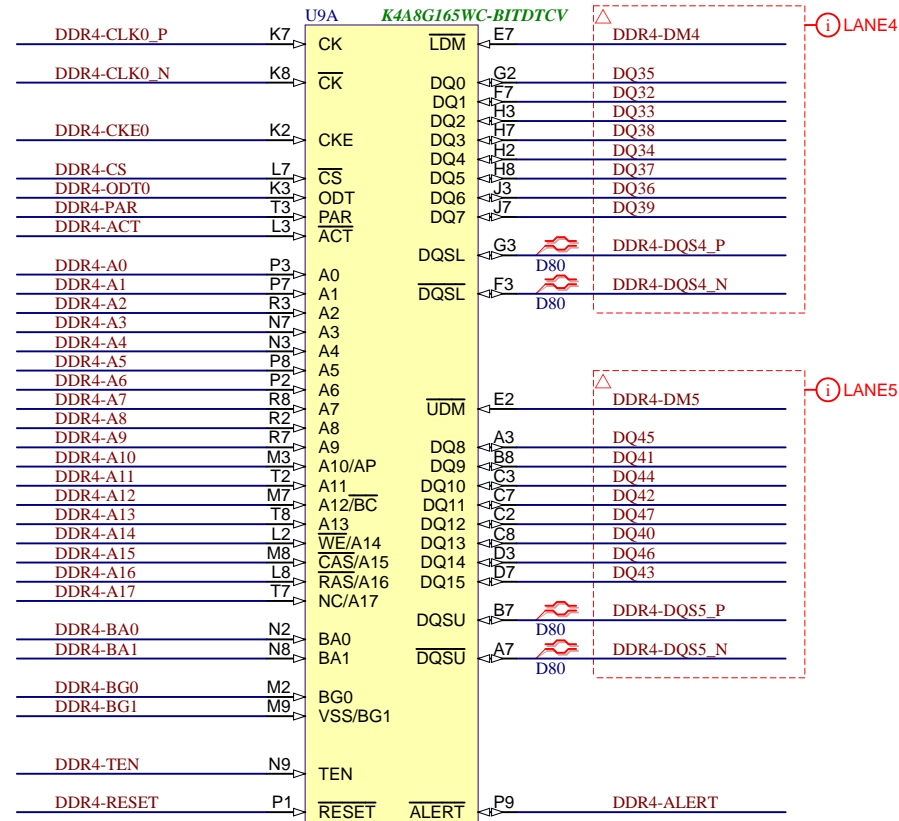 U9A K4A8G165WC-BITDTCV
DDR4-CLK0_P K7 CK LDM E7 DDR4-DM4 i LANE4
DDR4-CLK0_N K8 CK DQ0 G2 DQ35
DQ1 F7 DQ32
DQ2 H3 DQ33
DDR4-CKE0 K2 CKE DQ3 H7 DQ38
DQ4 H2 DQ34
DDR4-CS L7 CS DQ5 H8 DQ37
DDR4-ODT0 K3 ODT DQ6 J3 DQ36
DDR4-PAR T3 PAR DQ7 J7 DQ39
DDR4-ACT L3 ACT
DQSL G3 D80 DDR4-DQS4_P
DDR4-A0 P3 A0
DDR4-A1 P7 A1 DQSL F3 D80 DDR4-DQS4_N
DDR4-A2 R3 A2
DDR4-A3 N7 A3
DDR4-A4 N3 A4
DDR4-A5 P8 A5
DDR4-A6 P2 A6
DDR4-A7 R8 A7 UDM E2 DDR4-DM5 i LANE5
DDR4-A8 R2 A8
DDR4-A9 R7 A9 DQ8 A3 DQ45
DDR4-A10 M3 A10/AP DQ9 B8 DQ41
DDR4-A11 T2 A11 DQ10 C3 DQ44
DDR4-A12 M7 A12/BC DQ11 C7 DQ42
DDR4-A13 T8 A13 DQ12 C2 DQ47
DDR4-A14 L2 WE/A14 DQ13 C8 DQ40
DDR4-A15 M8 CAS/A15 DQ14 D3 DQ46
DDR4-A16 L8 RAS/A16 DQ15 D7 DQ43
DDR4-A17 T7 NC/A17
DQSU B7 D80 DDR4-DQS5_P
DDR4-BA0 N2 BA0
DDR4-BA1 N8 BA1 DQSU A7 D80 DDR4-DQS5_N
DDR4-BG0 M2 BG0
DDR4-BG1 M9 VSS/BG1
DDR4-TEN N9 TEN
DDR4-RESET P1 RESET ALERT P9 DDR4-ALERT